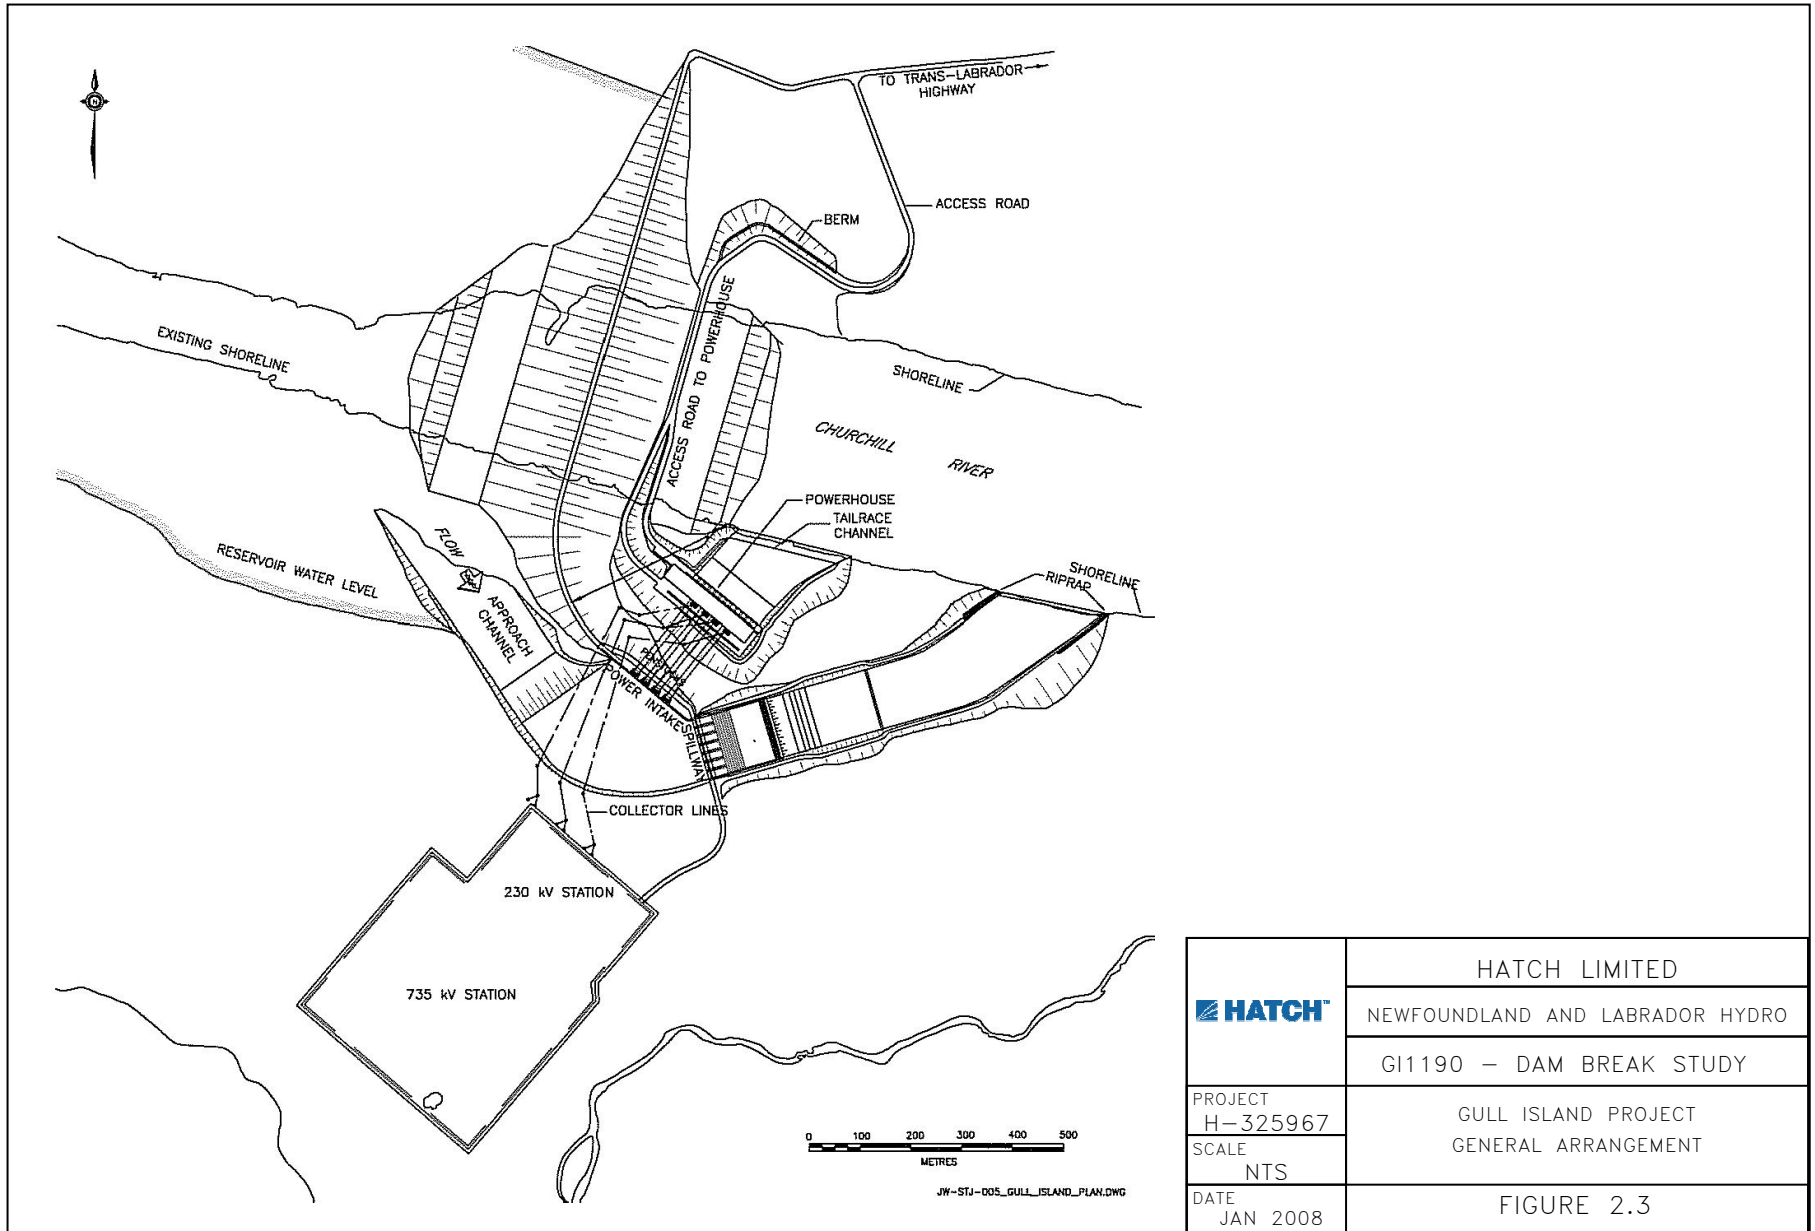 TO TRANS-LABRADOR
HIGHWAY
N
ACCESS ROAD
BERM
ACCESS ROAD TO POWERHOUSE
EXISTING SHORELINE
SHORELINE
CHURCHILL
RIVER
POWERHOUSE
TAILRACE
CHANNEL
FLOW
RESERVOIR WATER LEVEL
APPROACH
CHANNEL
SHORELINE
RIPRAP
POWER INTAKE
SPILLWAY
COLLECTOR LINES
230 kV STATION
735 kV STATION
0 100 200 300 400 500
METRES
JW-STJ-005_GULL_ISLAND_PLAN.DWG
HATCH™
HATCH LIMITED
NEWFOUNDLAND AND LABRADOR HYDRO
GI1190 – DAM BREAK STUDY
PROJECT
H-325967
GULL ISLAND PROJECT
GENERAL ARRANGEMENT
SCALE
NTS
DATE
JAN 2008
FIGURE 2.3